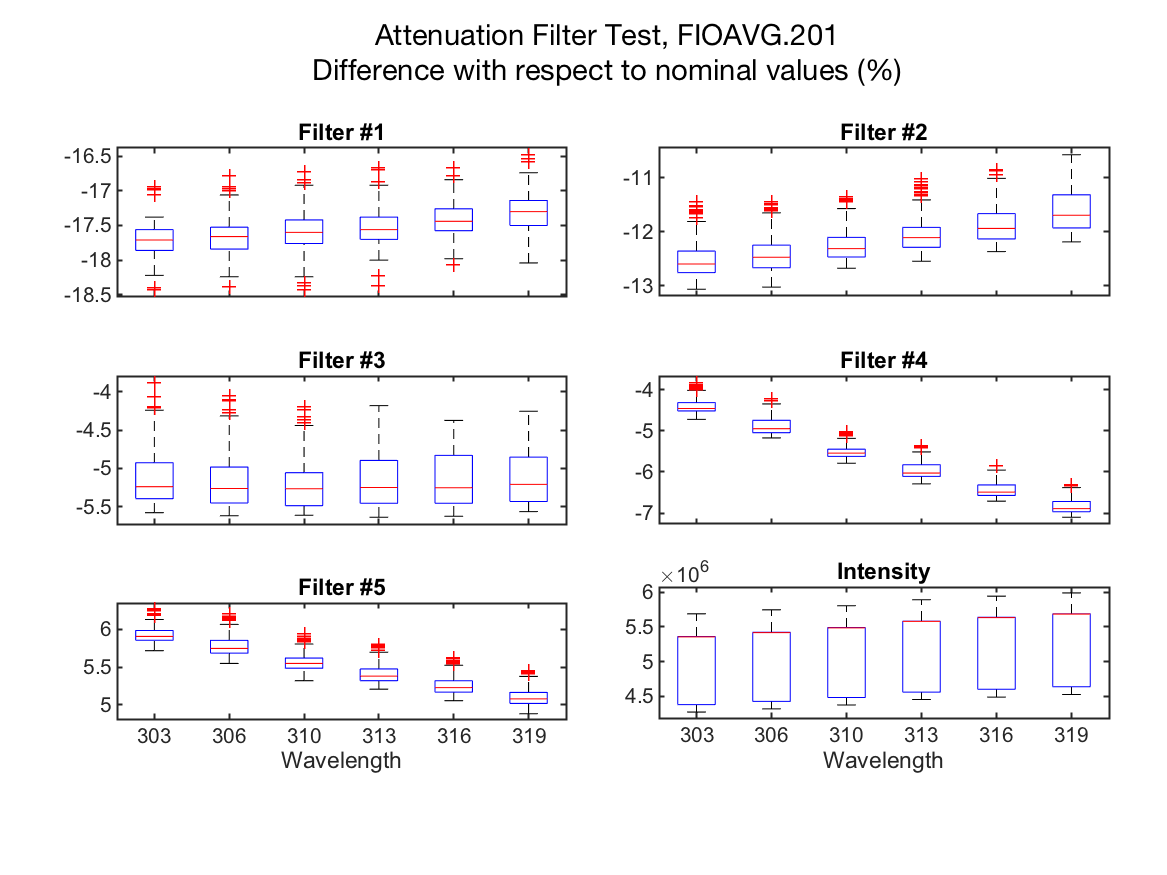 Attenuation Filter Test, FIOAVG.201
Difference with respect to nominal values (%)
Filter #1
-16.5
-17
-17.5
-18
-18.5
Filter #2
-11
-12
-13
Filter #3
-4
-4.5
-5
-5.5
Filter #4
-4
-5
-6
-7
Filter #5
6
5.5
5
303 306 310 313 316 319
Wavelength
Intensity
×10⁶
6
5.5
5
4.5
303 306 310 313 316 319
Wavelength